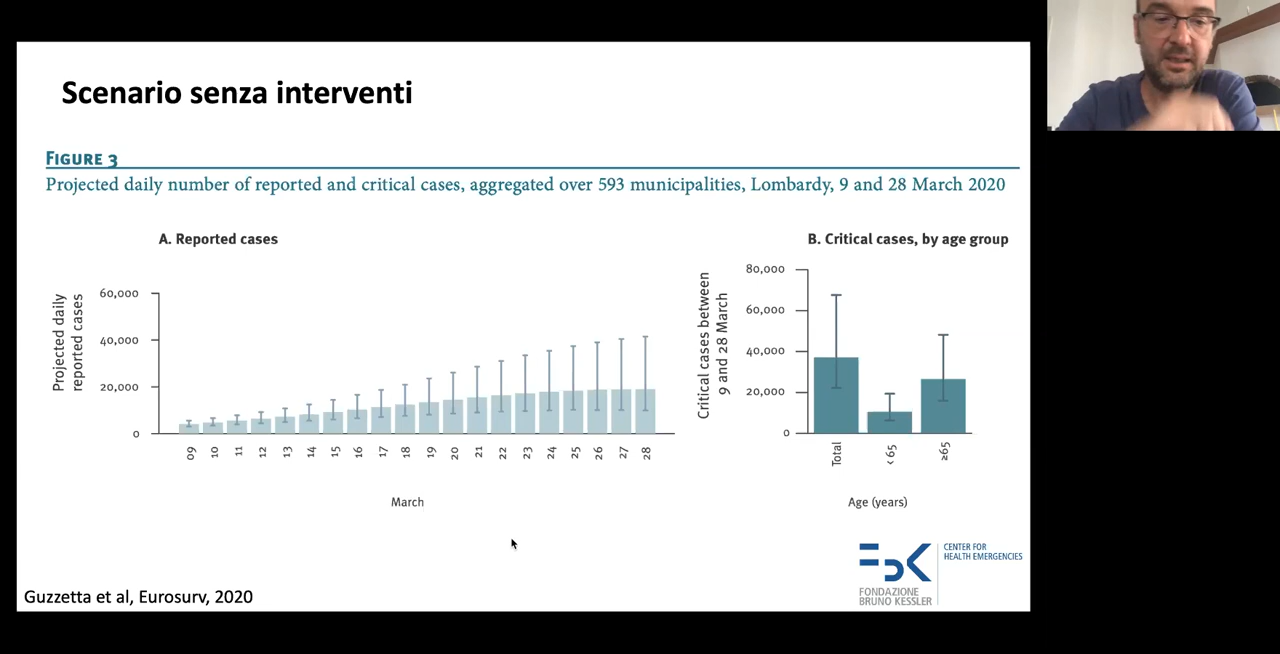 Scenario senza interventi
FIGURE 3
Projected daily number of reported and critical cases, aggregated over 593 municipalities, Lombardy, 9 and 28 March 2020
A. Reported cases
Projected daily
reported cases
60,000
40,000
20,000
0
09
10
11
12
13
14
15
16
17
18
19
20
21
22
23
24
25
26
27
28
March
B. Critical cases, by age group
Critical cases between
9 and 28 March
80,000
60,000
40,000
20,000
0
Total
< 65
≥65
Age (years)
FBK
CENTER FOR
HEALTH EMERGENCIES
FONDAZIONE
BRUNO KESSLER
Guzzetta et al, Eurosurv, 2020